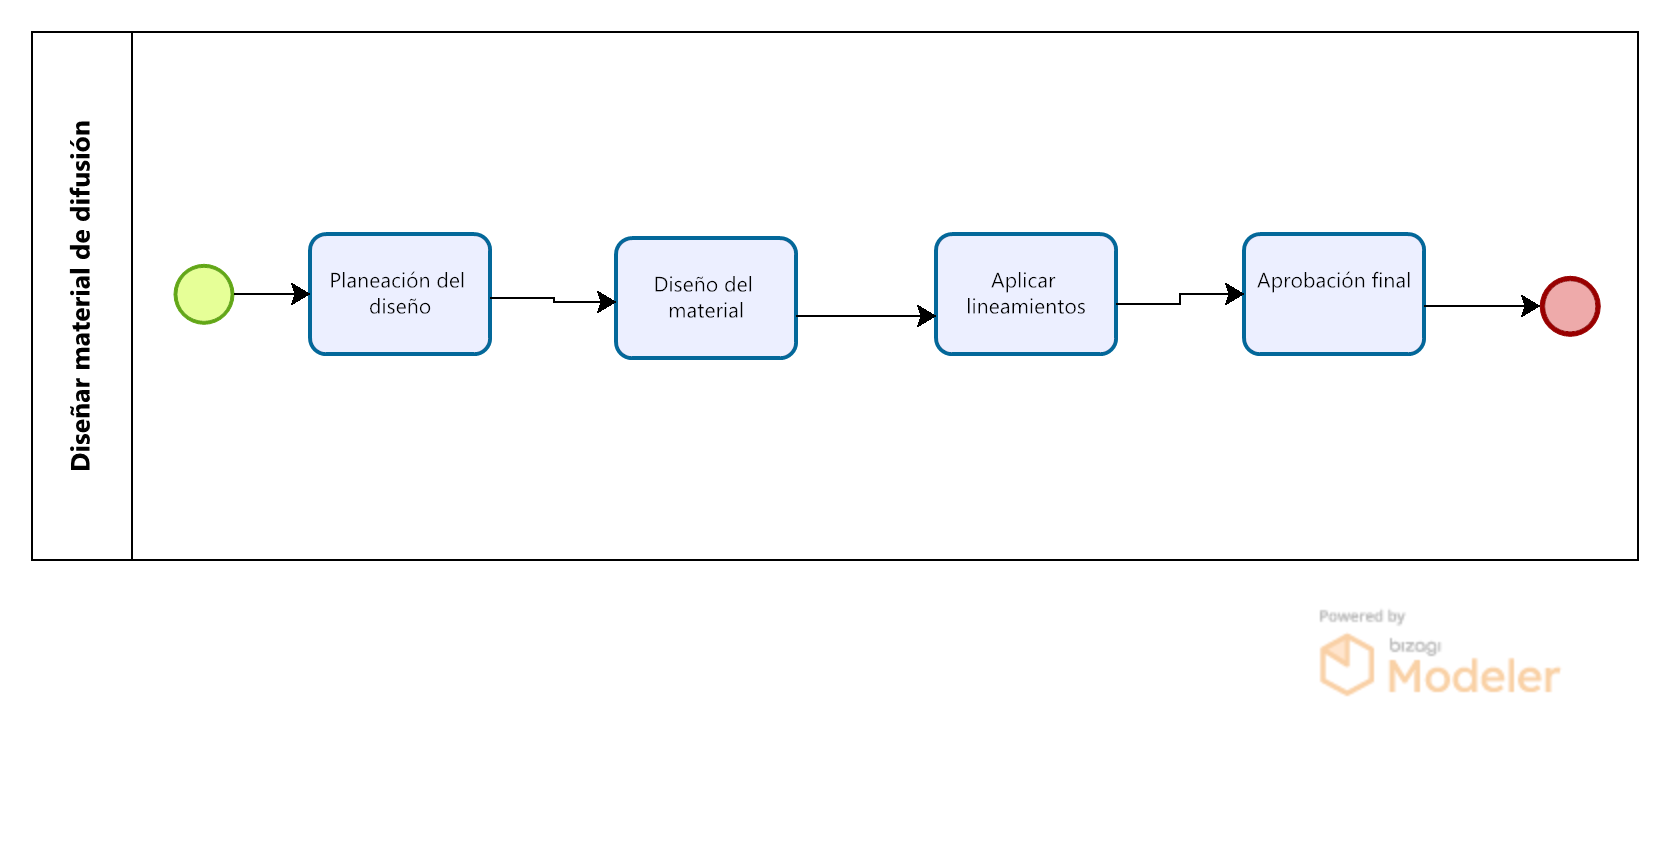 Diseñar material de difusión
Planeación del
diseño
Diseño del
material
Aplicar
lineamientos
Aprobación final
Powered by
bizagi
Modeler